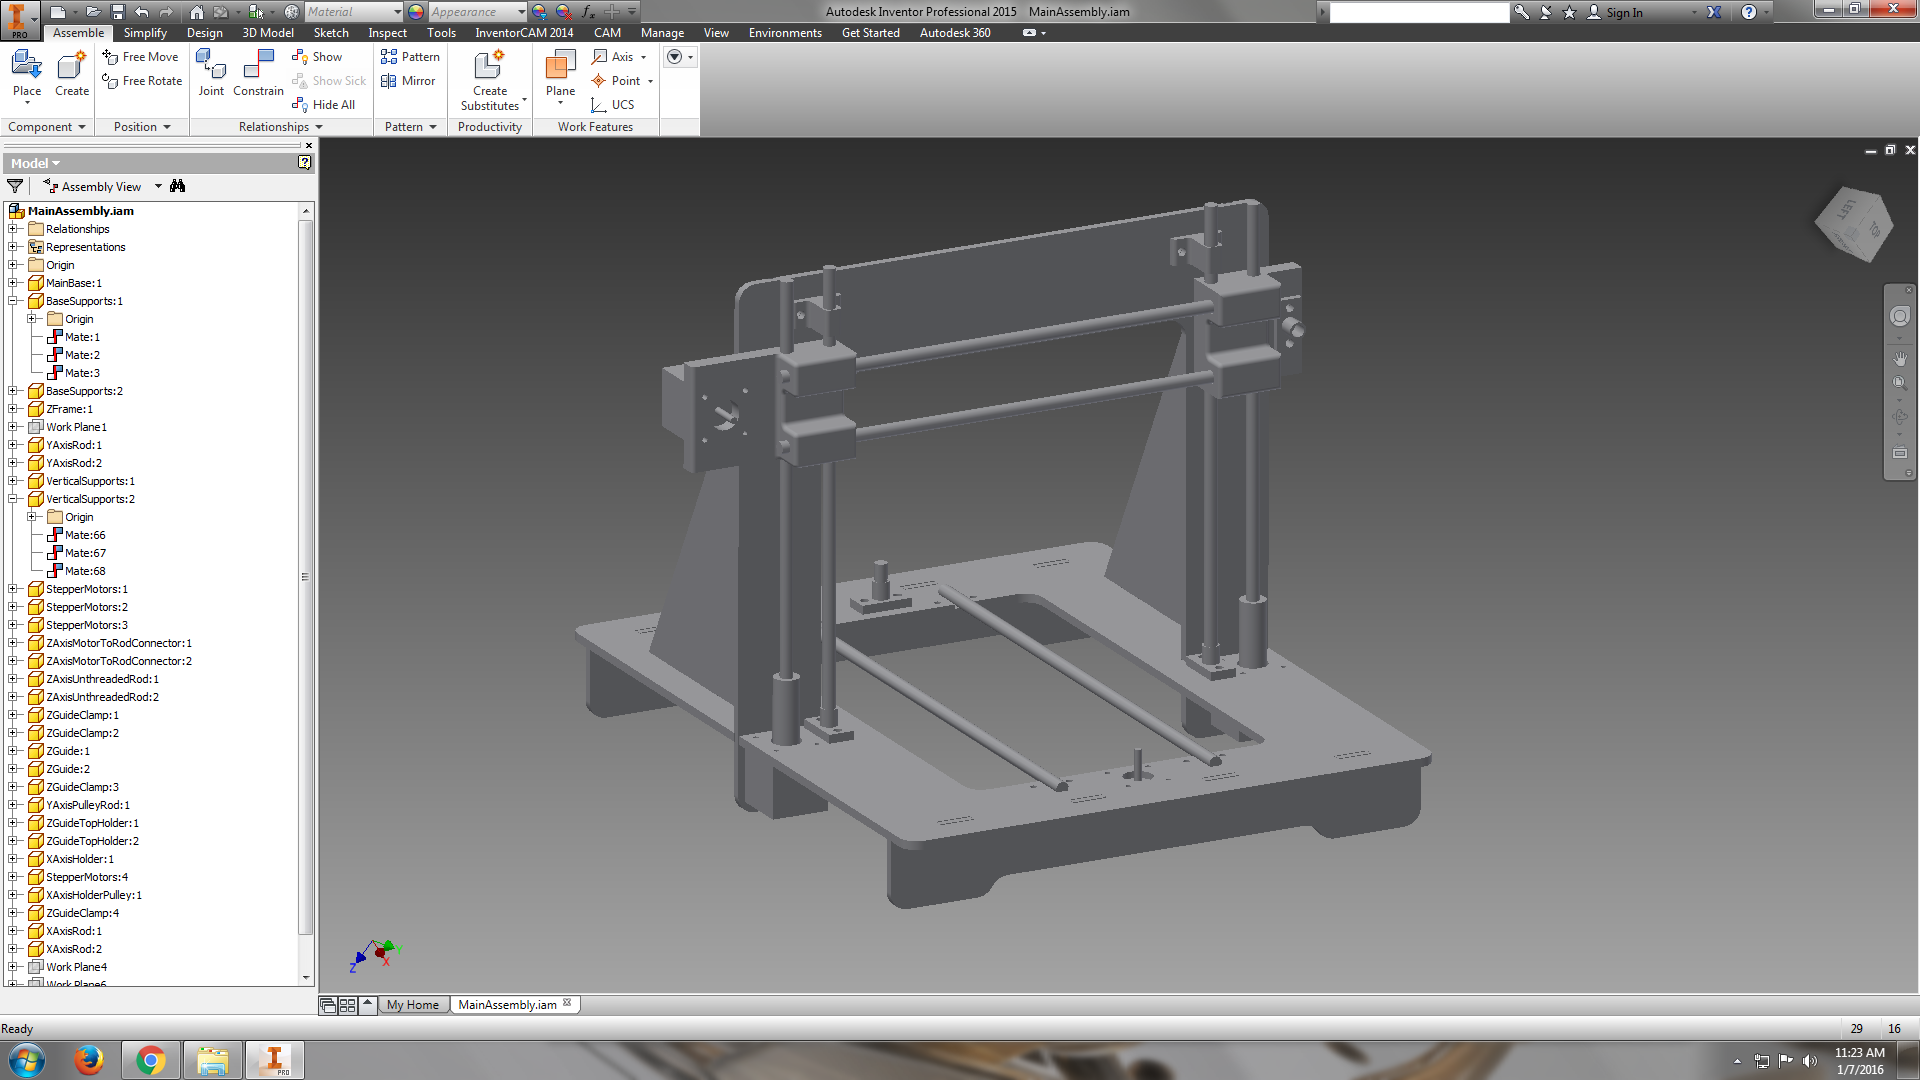 Material
Appearance
Autodesk Inventor Professional 2015 MainAssembly.iam
Sign In
PRO
Assemble Simplify Design 3D Model Sketch Inspect Tools InventorCAM 2014 CAM Manage View Environments Get Started Autodesk 360
Place
Create
Free Move
Free Rotate
Joint
Constrain
Show
Show Sick
Hide All
Pattern
Mirror
Create
Substitutes
Plane
Axis
Point
UCS
Component
Position
Relationships
Pattern
Productivity
Work Features
Model
Assembly View
MainAssembly.iam
Relationships
Representations
Origin
MainBase:1
BaseSupports:1
Origin
Mate:1
Mate:2
Mate:3
BaseSupports:2
ZFrame:1
Work Plane1
YAxisRod:1
YAxisRod:2
VerticalSupports:1
VerticalSupports:2
Origin
Mate:66
Mate:67
Mate:68
StepperMotors:1
StepperMotors:2
StepperMotors:3
ZAxisMotorToRodConnector:1
ZAxisMotorToRodConnector:2
ZAxisUnthreadedRod:1
ZAxisUnthreadedRod:2
ZGuideClamp:1
ZGuideClamp:2
ZGuide:1
ZGuide:2
ZGuideClamp:3
YAxisPulleyRod:1
ZGuideTopHolder:1
ZGuideTopHolder:2
XAxisHolder:1
StepperMotors:4
XAxisHolderPulley:1
ZGuideClamp:4
XAxisRod:1
XAxisRod:2
Work Plane4
Work Plane6
LEFT
TOP
Z
X
My Home
MainAssembly.iam
Ready
29 16
PRO
11:23 AM
1/7/2016